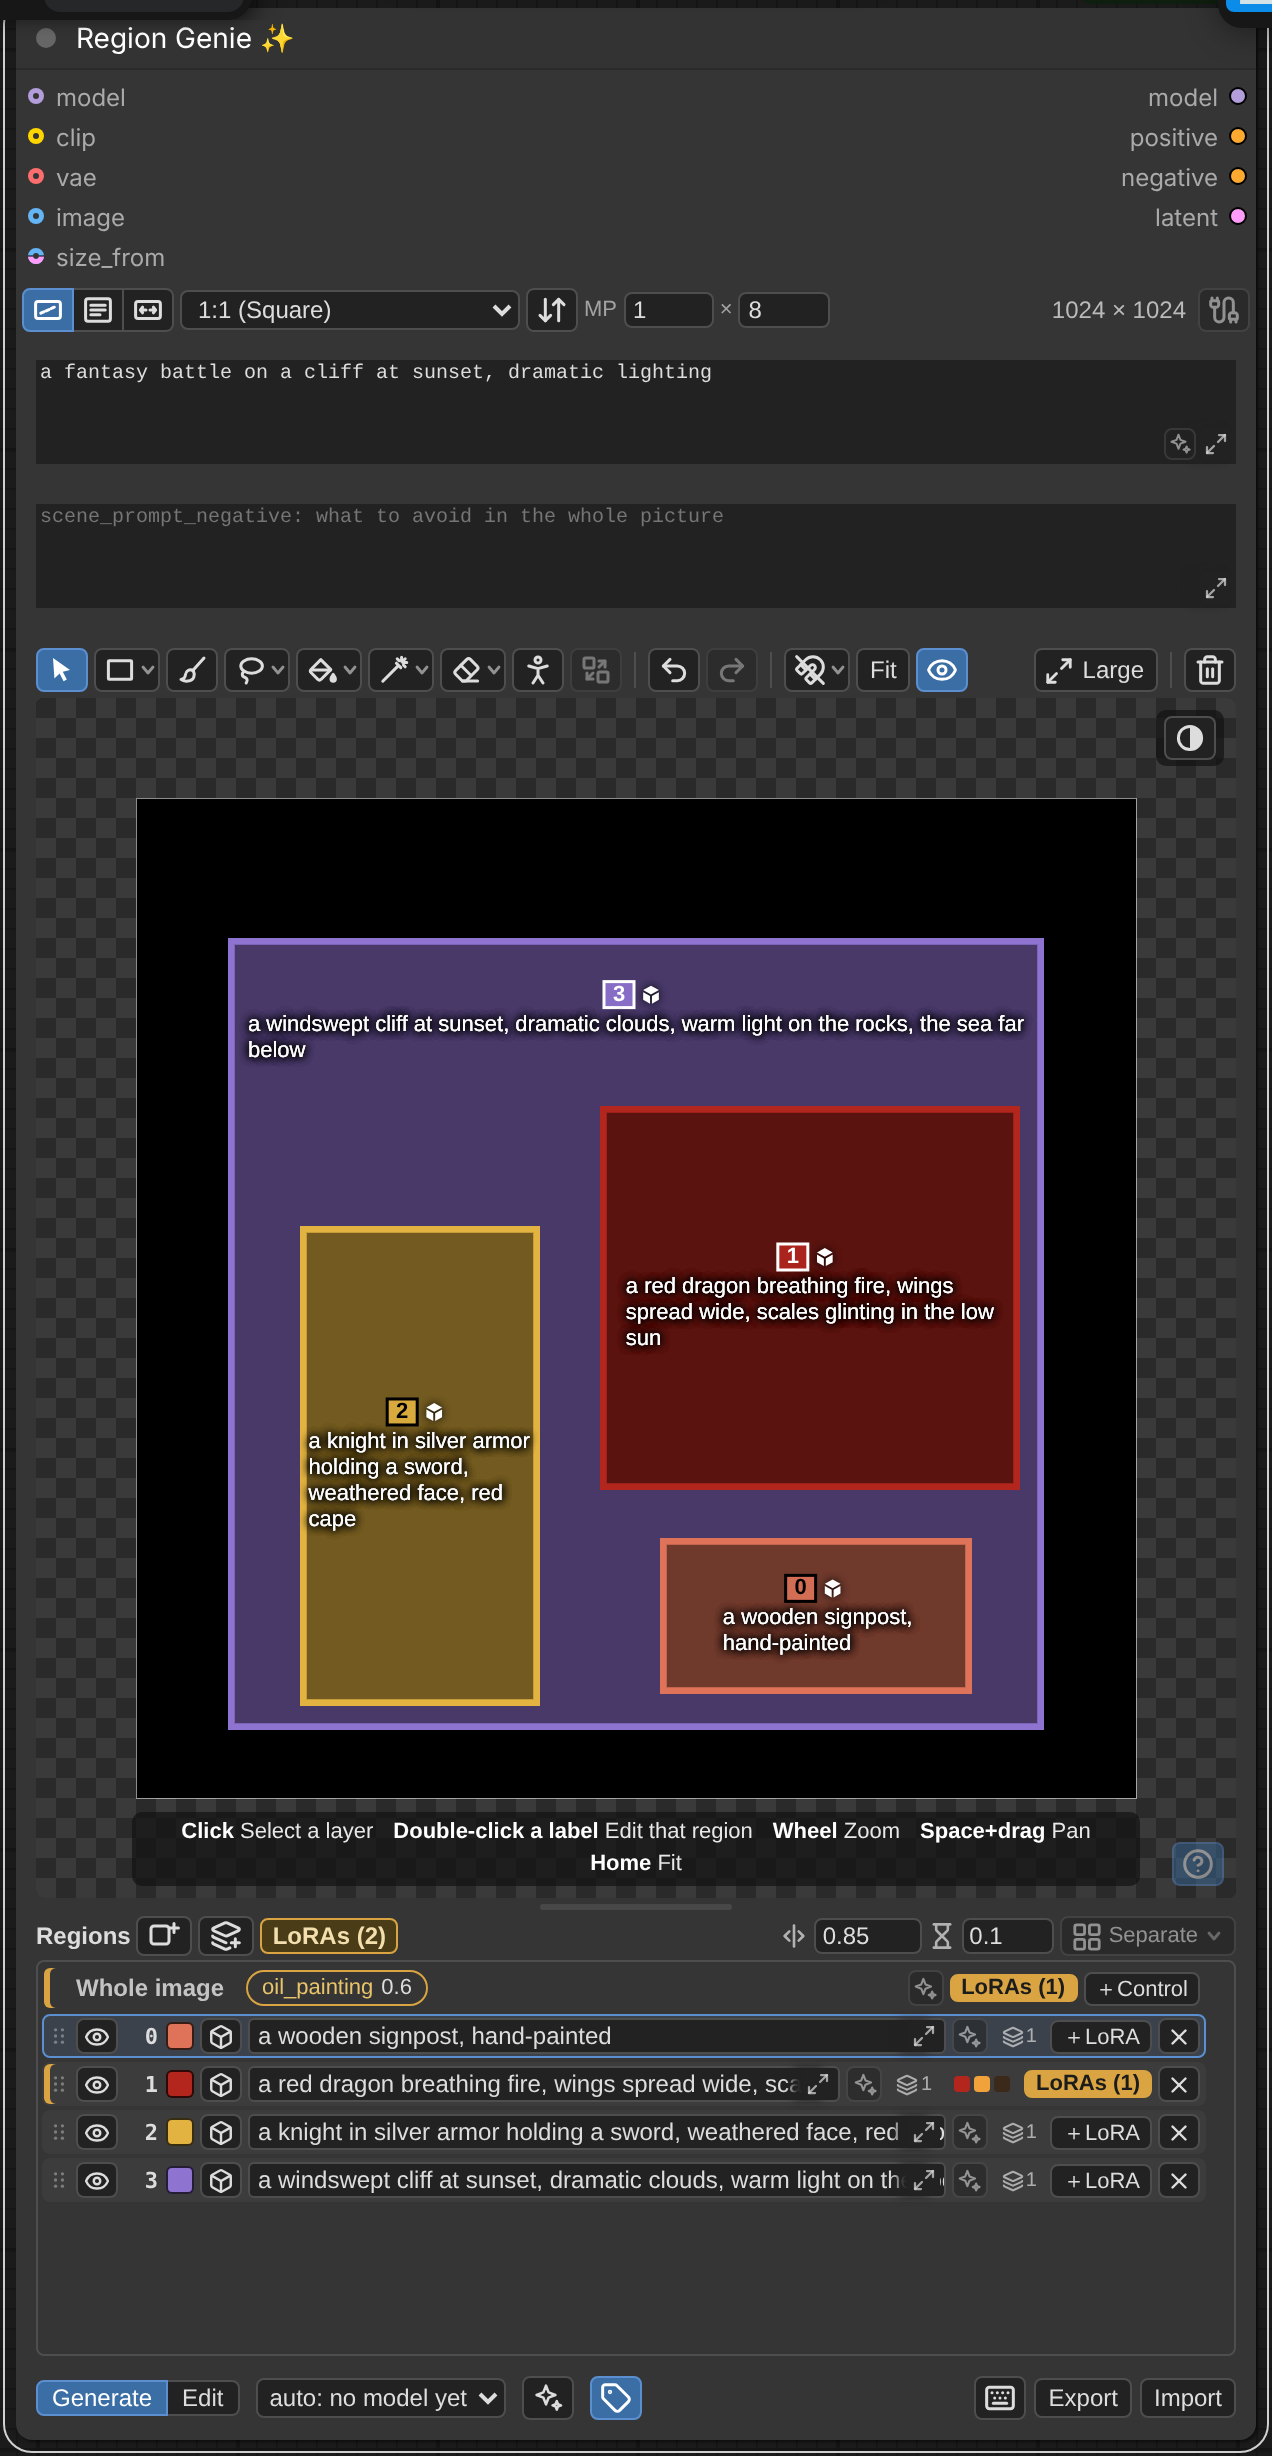 Region Genie ✨
model
model
clip
positive
vae
negative
image
latent
size_from
1:1 (Square)
MP
1
×
8
1024 × 1024
a fantasy battle on a cliff at sunset, dramatic lighting
scene_prompt_negative: what to avoid in the whole picture
Fit
Large
3
a windswept cliff at sunset, dramatic clouds, warm light on the rocks, the sea far
below
1
a red dragon breathing fire, wings
spread wide, scales glinting in the low
sun
2
a knight in silver armor
holding a sword,
weathered face, red
cape
0
a wooden signpost,
hand-painted
Click Select a layer Double-click a label Edit that region Wheel Zoom Space+drag Pan
Home Fit
Regions
LoRAs (2)
0.85
0.1
Separate
Whole image
oil_painting 0.6
LoRAs (1)
+ Control
0
a wooden signpost, hand-painted
1
+ LoRA
1
a red dragon breathing fire, wings spread wide, sca
1
LoRAs (1)
2
a knight in silver armor holding a sword, weathered face, red
1
+ LoRA
3
a windswept cliff at sunset, dramatic clouds, warm light on the
1
+ LoRA
Generate
Edit
auto: no model yet
Export
Import